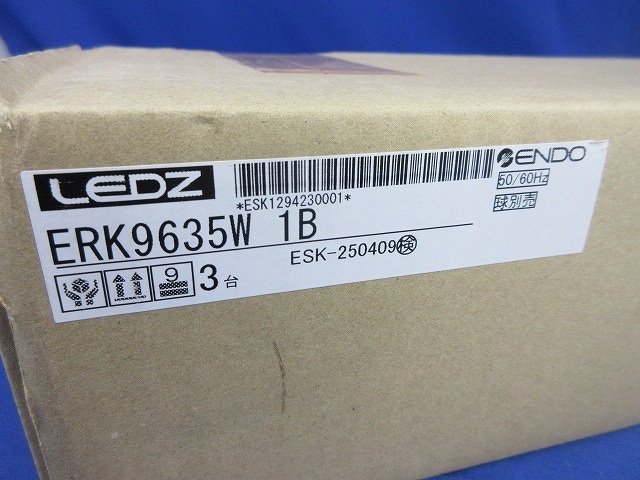 LEDZ
*ESK1294230001*
ENDO
50/60Hz
球別売
ERK9635W 1B
ESK-250409検
9
3台